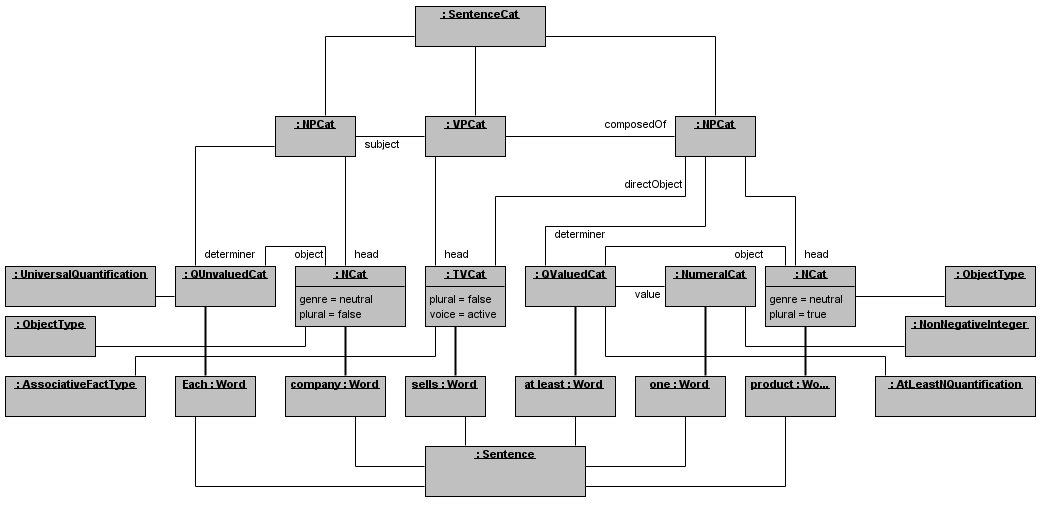 : SentenceCat
: NPCat
: VPCat
composedOf
: NPCat
subject
directObject
determiner
object
head
head
determiner
object
head
: UniversalQuantification
: QUnvaluedCat
: NCat
genre = neutral
plural = false
: TVCat
plural = false
voice = active
: QValuedCat
value
: NumeralCat
: NCat
genre = neutral
plural = true
: ObjectType
: ObjectType
: NonNegativeInteger
: AssociativeFactType
Each : Word
company : Word
sells : Word
at least : Word
one : Word
product : Wo...
: AtLeastNQuantification
: Sentence